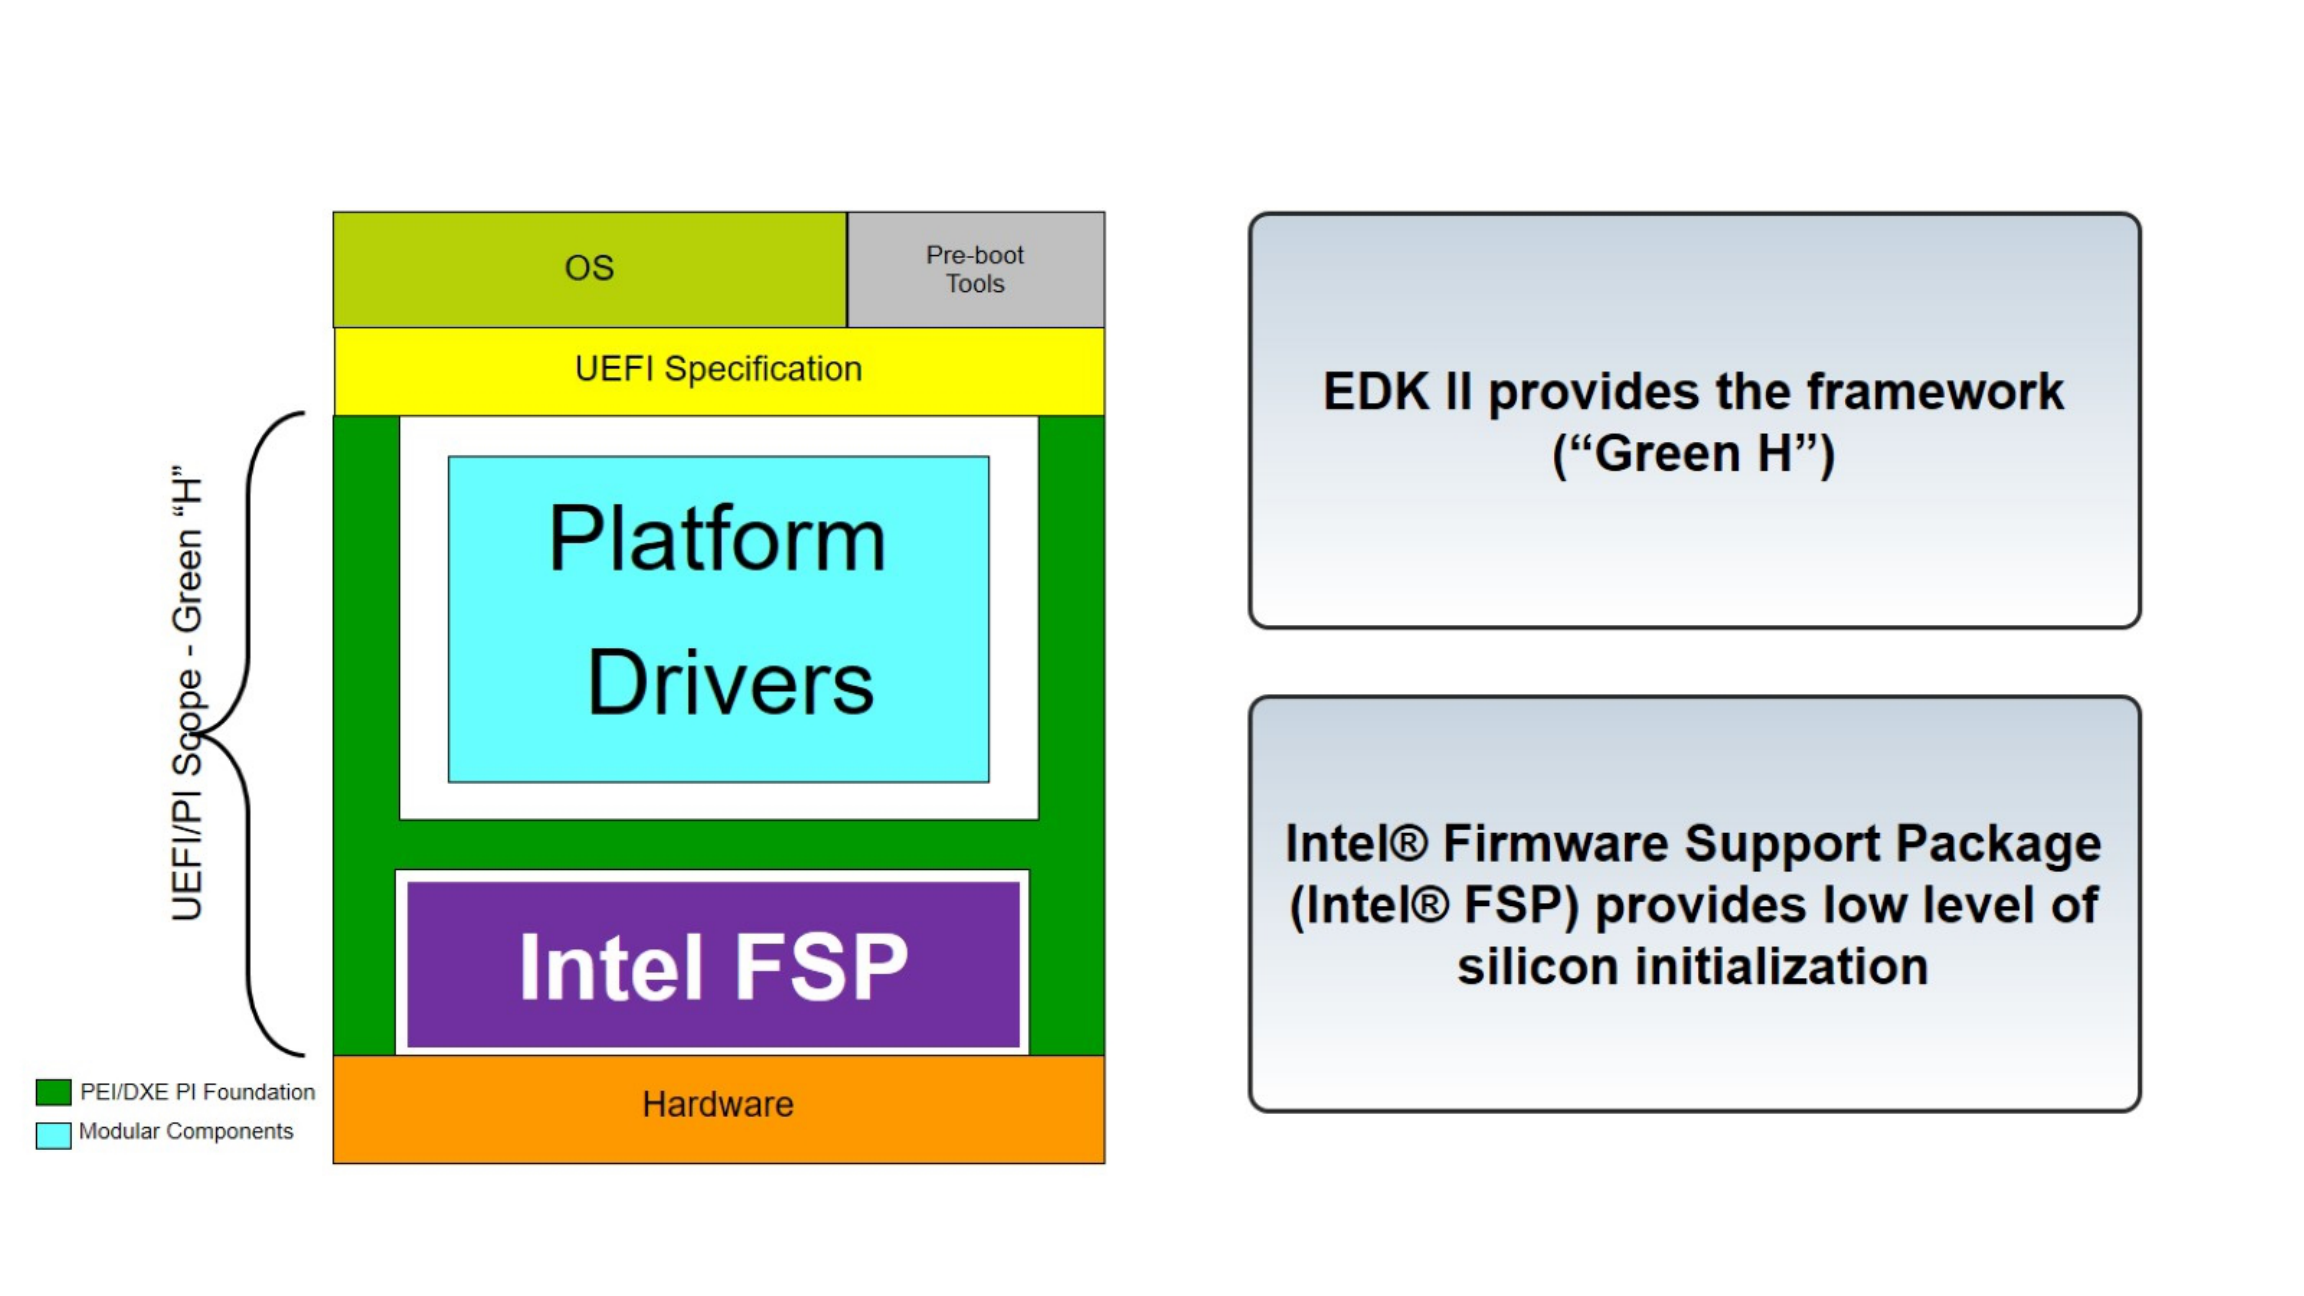 OS
Pre-boot
Tools
UEFI Specification
UEFI/PI Scope - Green “H”
Platform
Drivers
Intel FSP
Hardware
PEI/DXE PI Foundation
Modular Components
EDK II provides the framework
(“Green H”)
Intel® Firmware Support Package
(Intel® FSP) provides low level of
silicon initialization